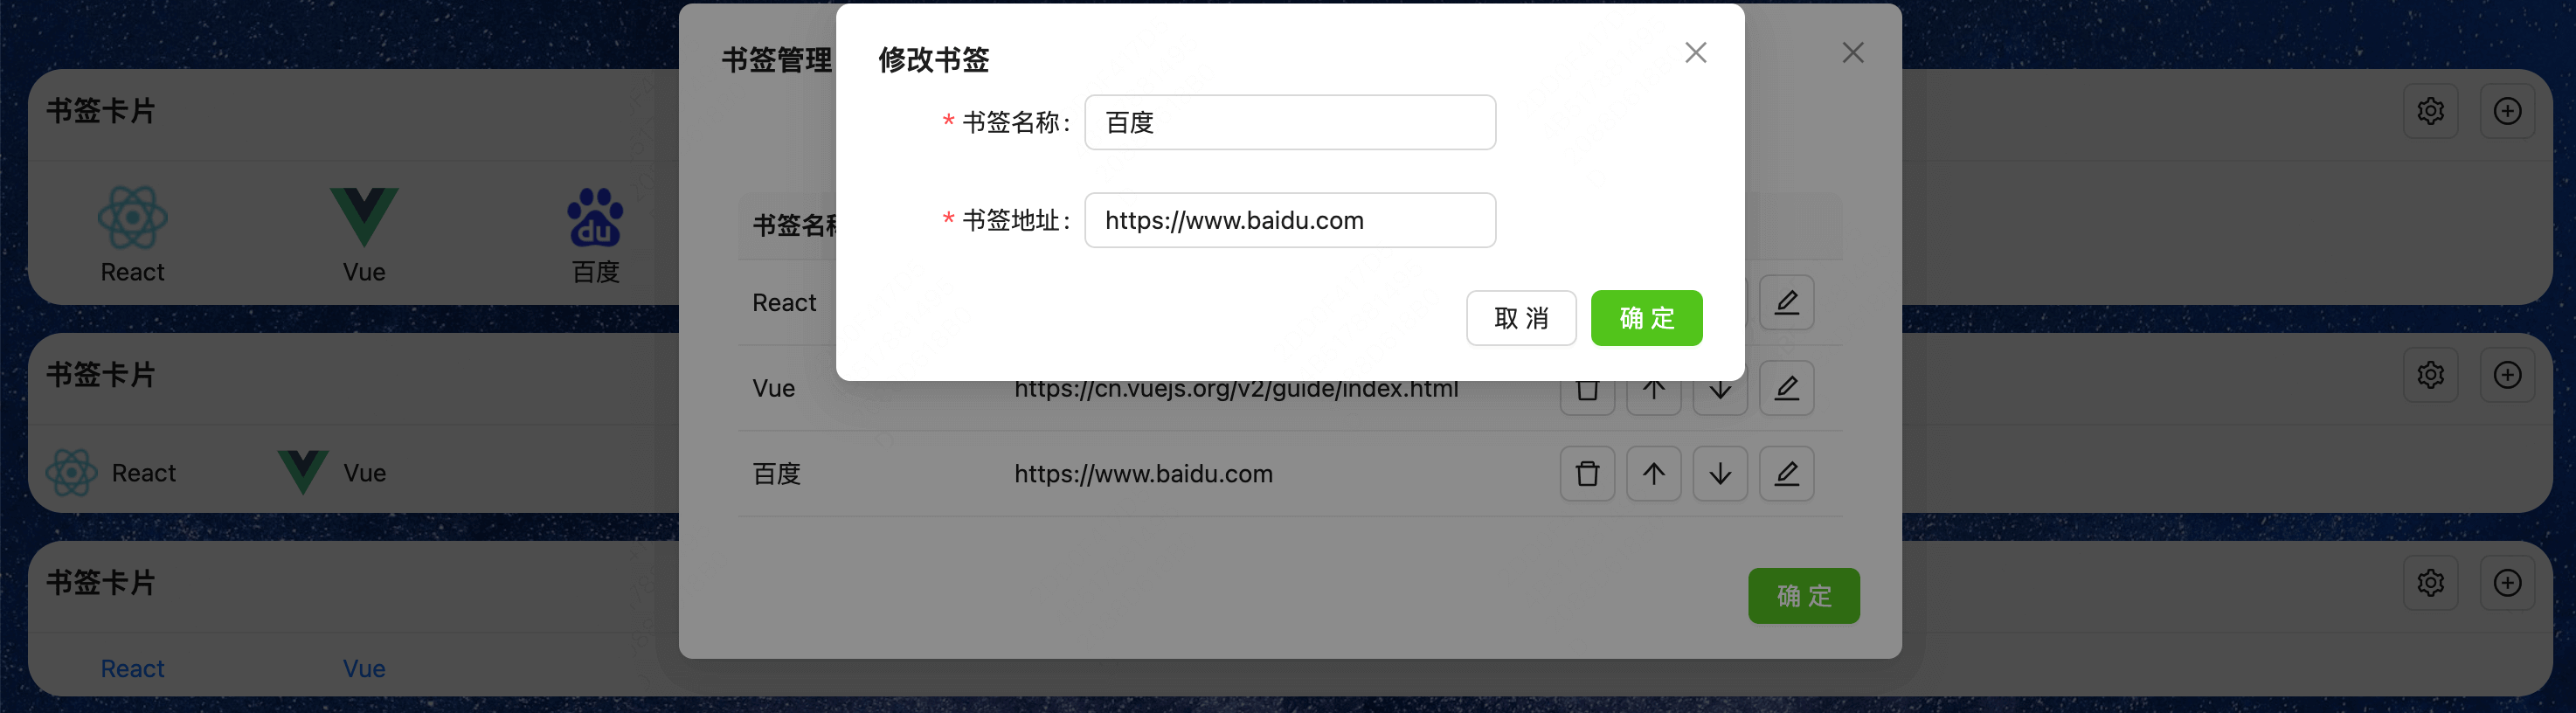 书签管理
修改书签
* 书签名称: 百度
* 书签地址: https://www.baidu.com
取 消
确 定
书签名
React
Vue https://cn.vuejs.org/v2/guide/index.html
百度 https://www.baidu.com
确 定
书签卡片
React Vue 百度
du
书签卡片
React Vue
书签卡片
React Vue